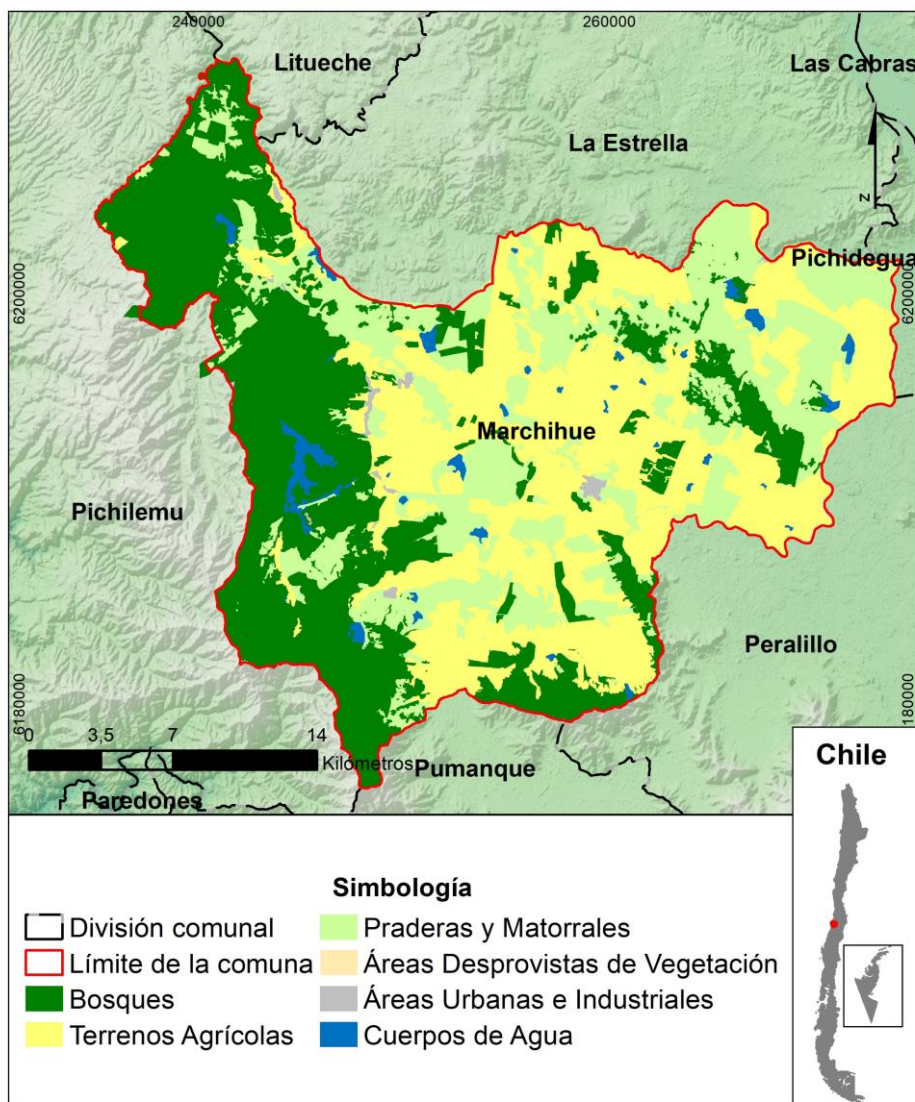 240000
260000
Litueche
Las Cabras
La Estrella
N
Pichidegua
6200000
6200000
Marchihue
Pichilemu
Peralillo
6180000
6180000
0 3,5 7 14
Kilómetros
Pumanque
Paredones
Chile
Simbología
División comunal
Límite de la comuna
Bosques
Terrenos Agrícolas
Praderas y Matorrales
Áreas Desprovistas de Vegetación
Áreas Urbanas e Industriales
Cuerpos de Agua